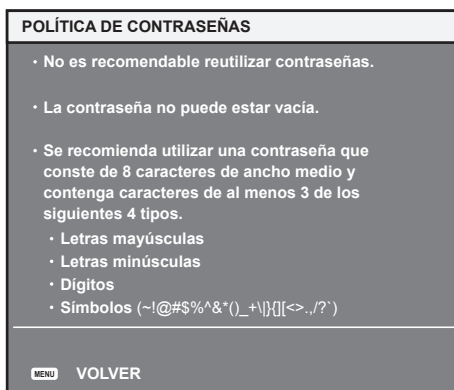 POLÍTICA DE CONTRASEÑAS
・No es recomendable reutilizar contraseñas.
・La contraseña no puede estar vacía.
・Se recomienda utilizar una contraseña que
conste de 8 caracteres de ancho medio y
contenga caracteres de al menos 3 de los
siguientes 4 tipos.
・Letras mayúsculas
・Letras minúsculas
・Dígitos
・Símbolos (~!@#$%^&*()_+\|}{][<>.,/?`)
MENU VOLVER